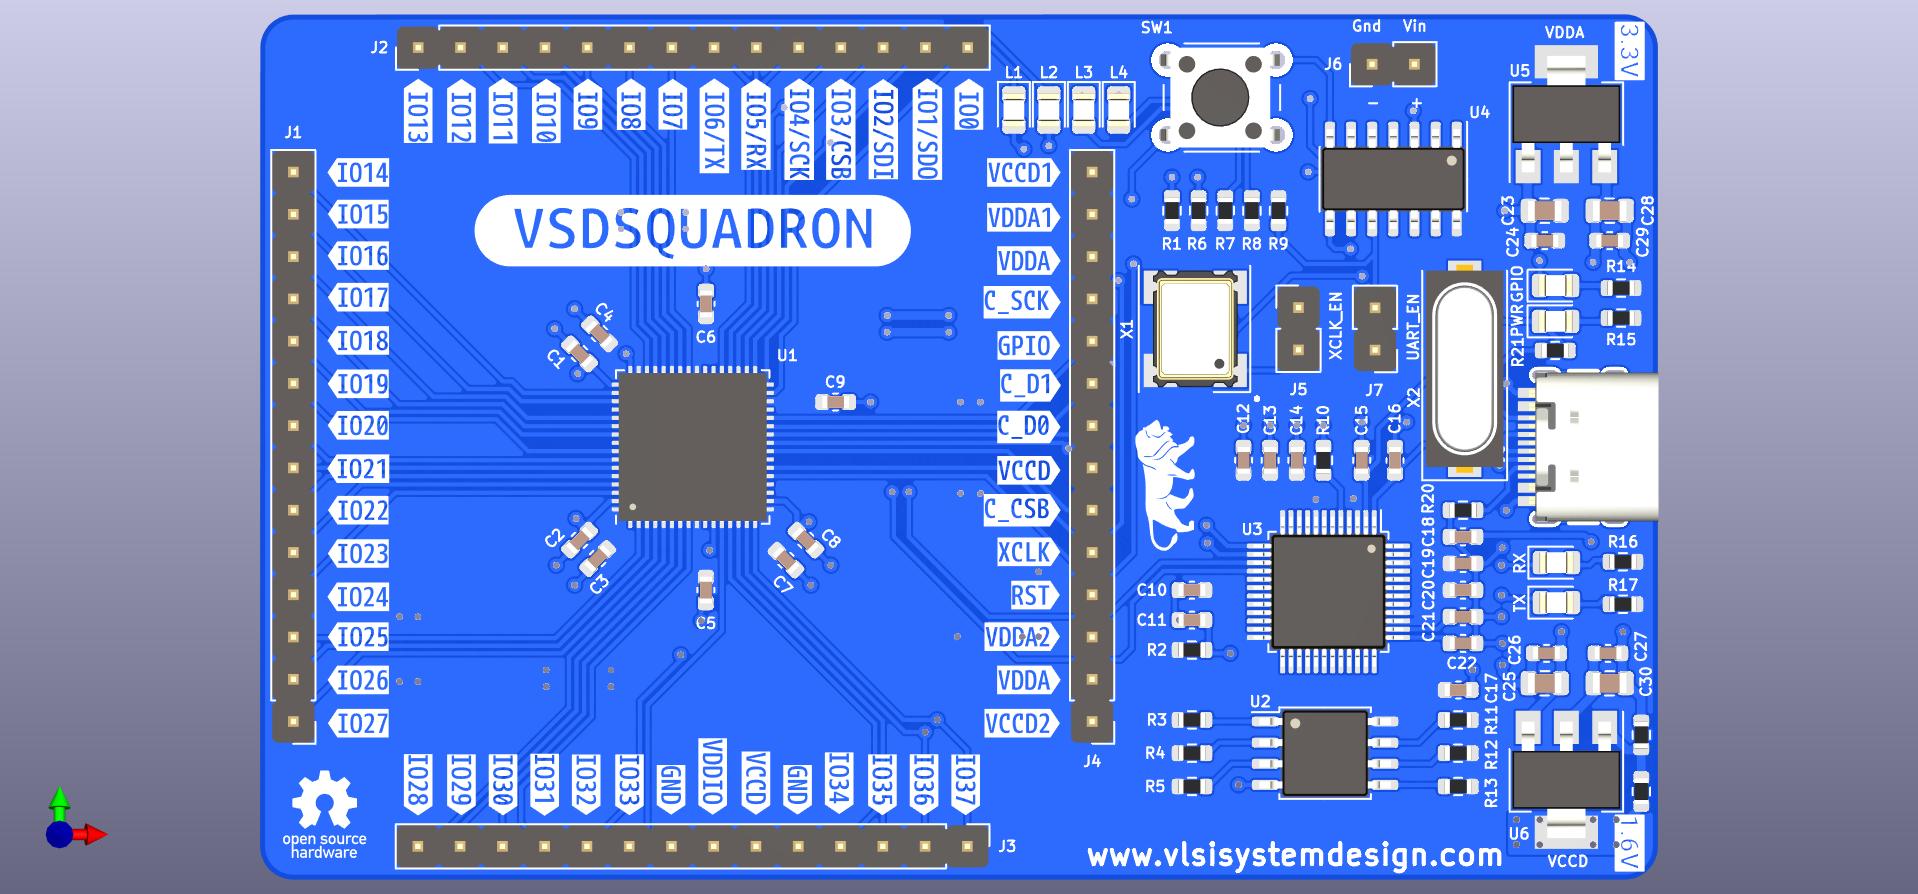 J2
IO13
IO12
IO11
IO10
IO9
IO8
IO7
IO6/TX
IO5/RX
IO4/SCK
IO3/CSB
IO2/SDI
IO1/SDO
IO0
L1 L2 L3 L4
SW1
Gnd Vin
J6
− +
U4
VDDA
3.3V
U5
J1
IO14
IO15
IO16
IO17
IO18
IO19
IO20
IO21
IO22
IO23
IO24
IO25
IO26
IO27
VSDSQUADRON
C4
C1
C6
U1
C9
C2
C3
C5
C7
C8
VCCD1
VDDA1
VDDA
C_SCK
GPIO
C_D1
C_D0
VCCD
C_CSB
XCLK
RST
VDDA2
VDDA
VCCD2
J4
R1 R6 R7 R8 R9
X1
XCLK_EN
J5
UART_EN
J7
X2
C23
C24
C28
C29
R14
GPIO
PWR
R15
R21
C12
C13
C14
R10
C15
C16
U3
C10
C11
R2
R20
C18
C19
C20
C21
C22
RX
R16
TX
R17
C26
C25
C27
C30
C17
U2
R3
R4
R5
R11
R12
R13
U6
VCCD
1.6V
IO28
IO29
IO30
IO31
IO32
IO33
GND
VDDIO
VCCD
GND
IO34
IO35
IO36
IO37
J3
open source
hardware
www.vlsisystemdesign.com